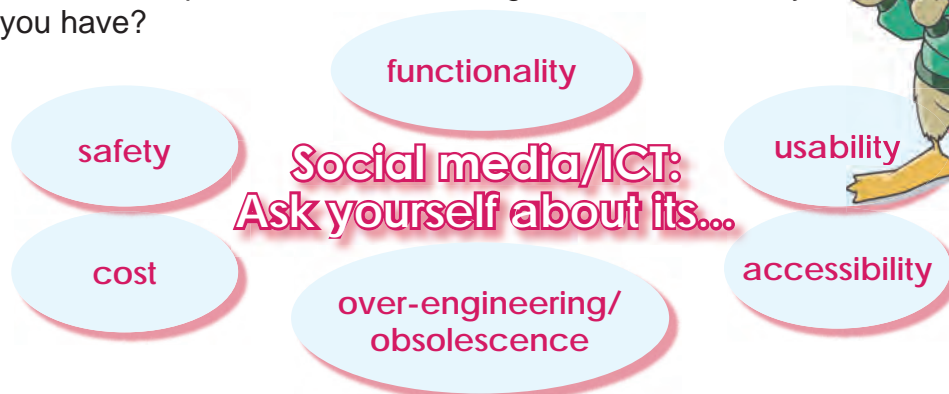 you have?
functionality
safety
usability
Social media/ICT:
Ask yourself about its...
cost
accessibility
over-engineering/
obsolescence